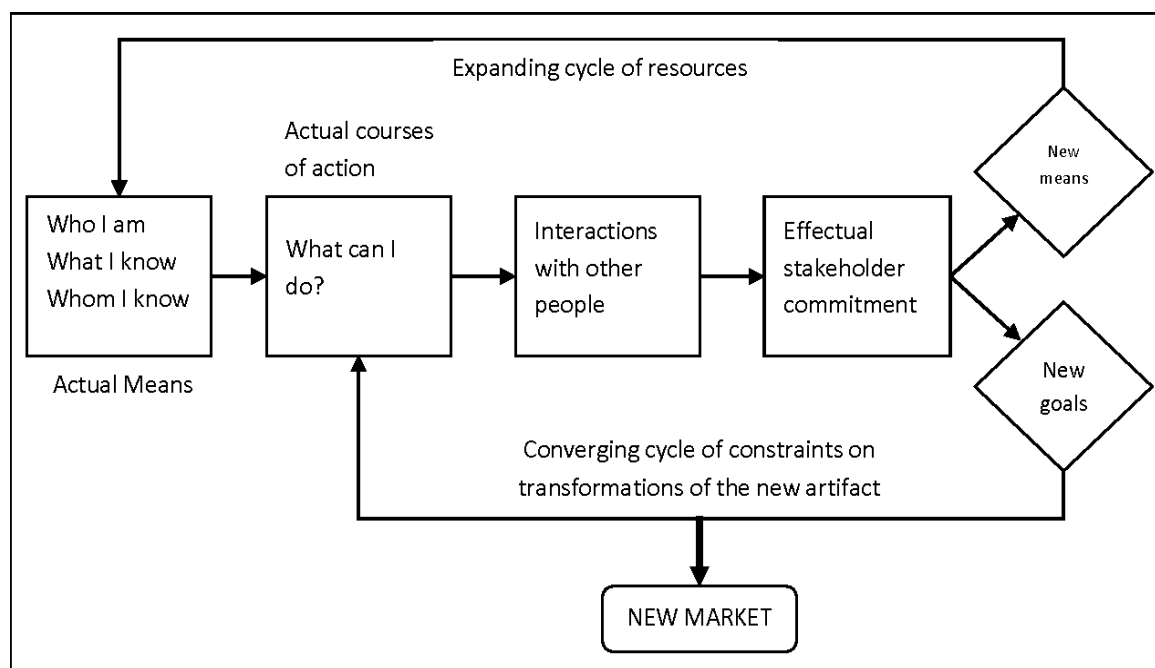 Expanding cycle of resources
Actual courses
of action
Who I am
What I know
Whom I know
What can I
do?
Interactions
with other
people
Effectual
stakeholder
commitment
New
means
New
goals
Actual Means
Converging cycle of constraints on
transformations of the new artifact
NEW MARKET